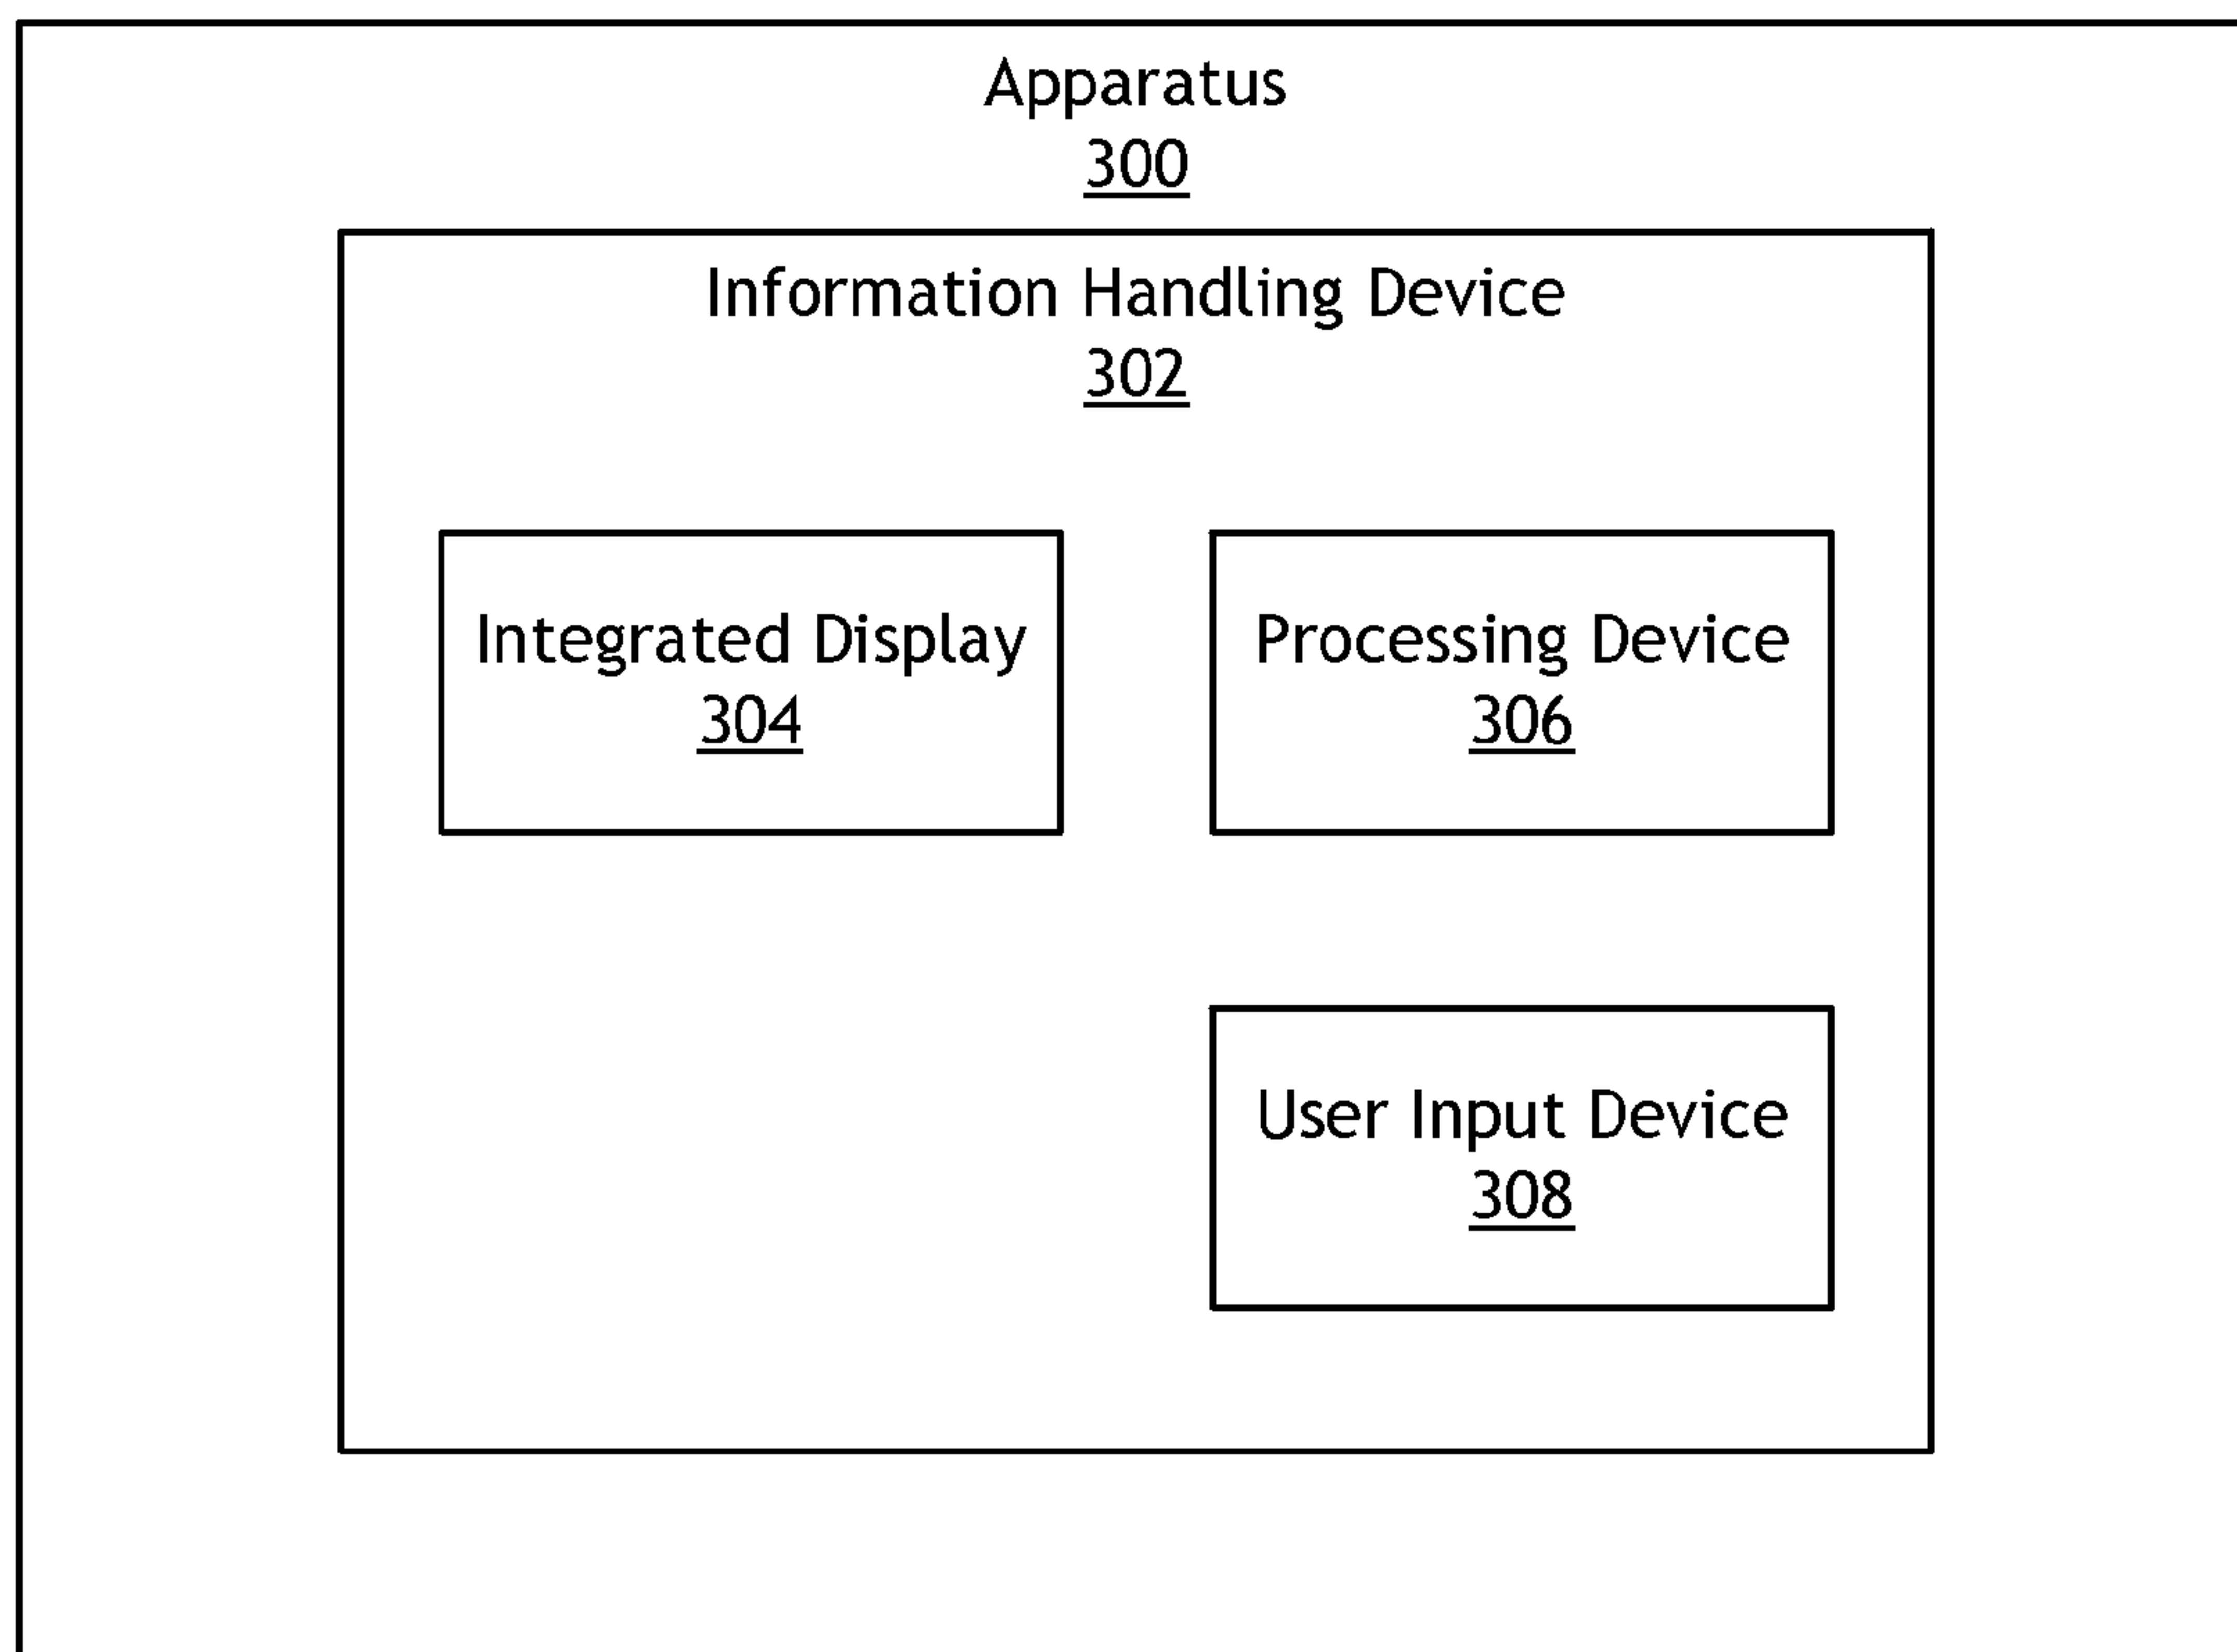 Apparatus
300
Information Handling Device
302
Integrated Display
304
Processing Device
306
User Input Device
308